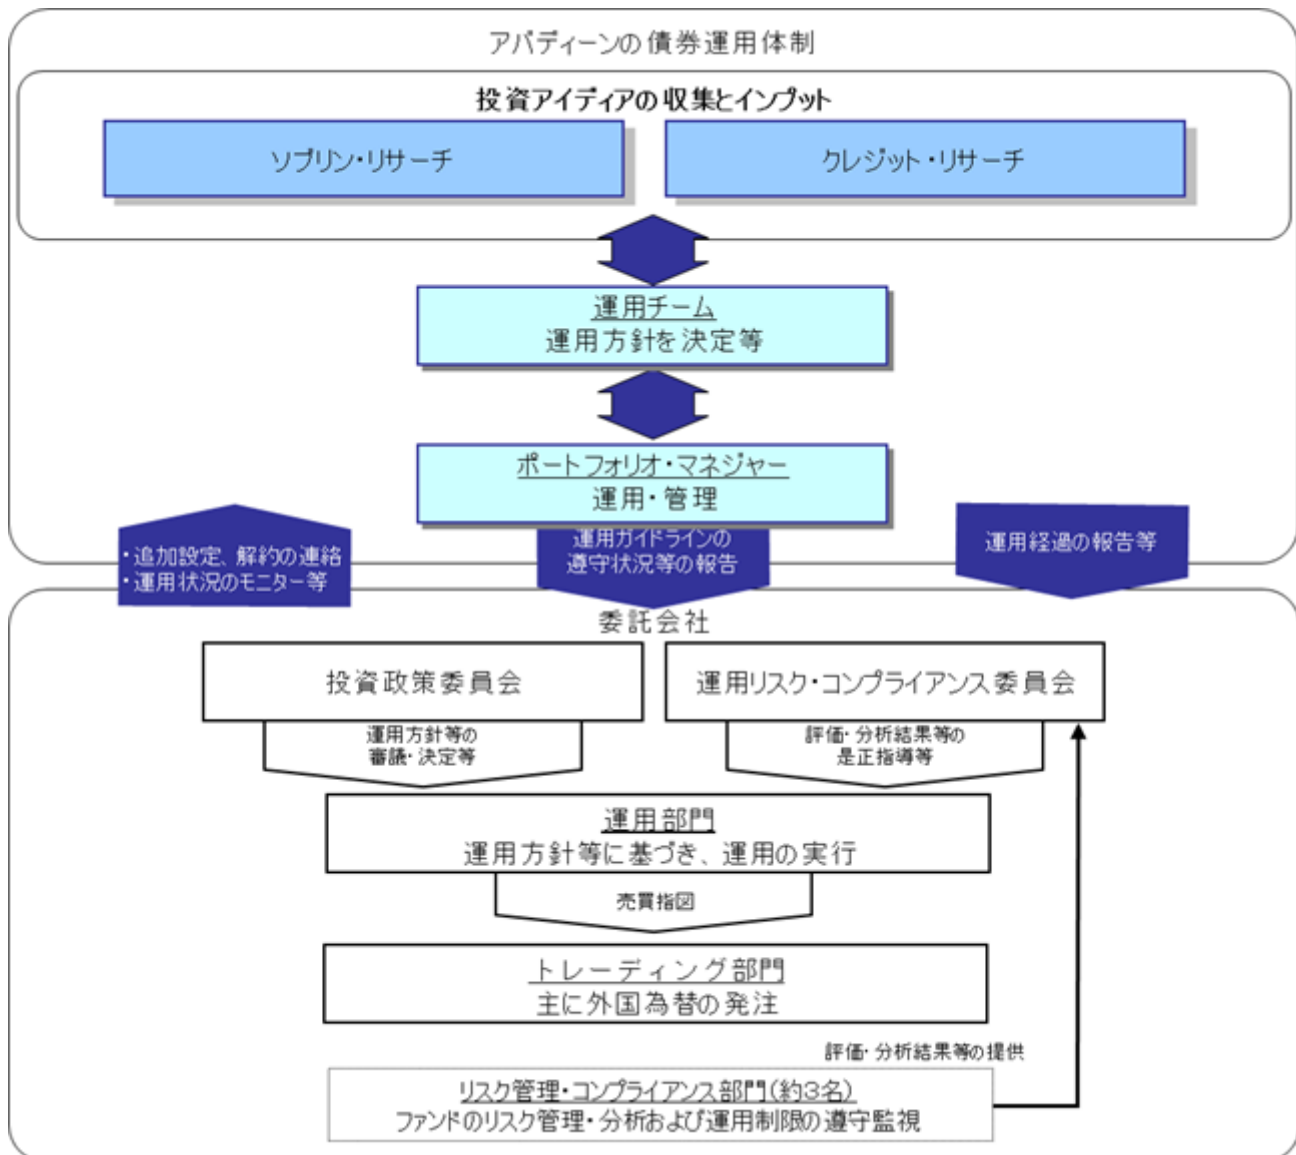 アバディーンの債券運用体制
投資アイディアの収集とインプット
ソブリン・リサーチ
クレジット・リサーチ
運用チーム
運用方針を決定等
ポートフォリオ・マネジャー
運用・管理
・追加設定、解約の連絡
・運用状況のモニター等
運用ガイドラインの
遵守状況等の報告
運用経過の報告等
委託会社
投資政策委員会
運用リスク・コンプライアンス委員会
運用方針等の
審議・決定等
評価・分析結果等の
是正指導等
運用部門
運用方針等に基づき、運用の実行
売買指図
トレーディング部門
主に外国為替の発注
評価・分析結果等の提供
リスク管理・コンプライアンス部門(約3名)
ファンドのリスク管理・分析および運用制限の遵守監視